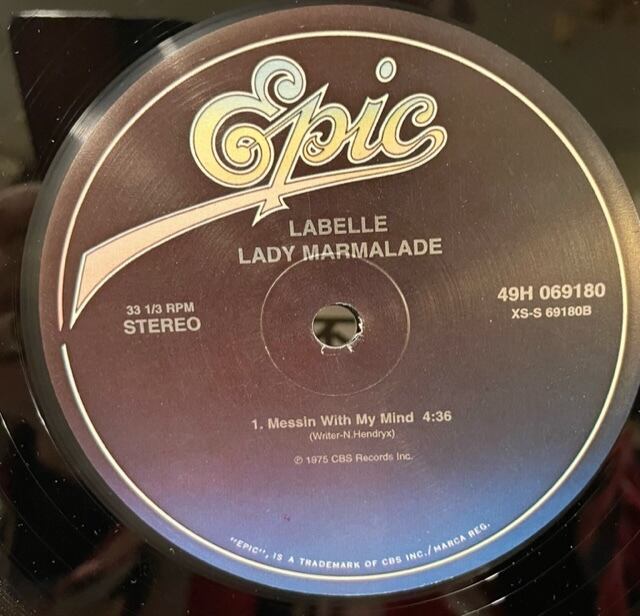 Epic
LABELLE
LADY MARMALADE
33 1/3 RPM
STEREO
49H 069180
XS-S 69180B
1. Messin With My Mind 4:36
(Writer-N.Hendryx)
℗ 1975 CBS Records Inc.
"EPIC", IS A TRADEMARK OF CBS INC./MARCA REG.